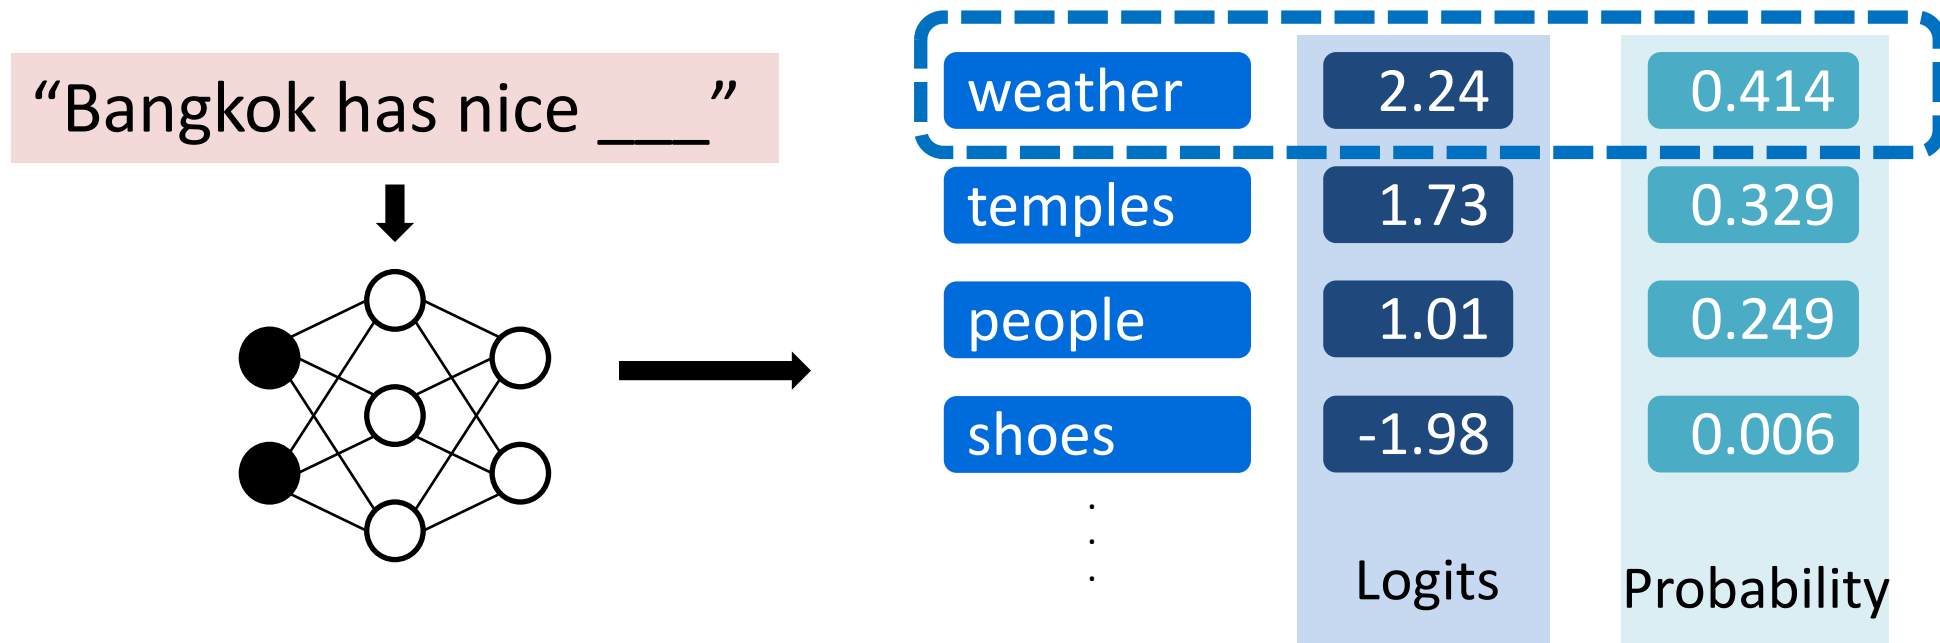 “Bangkok has nice ___”
weather 2.24 0.414
temples 1.73 0.329
people 1.01 0.249
shoes -1.98 0.006
.
.
.
Logits Probability